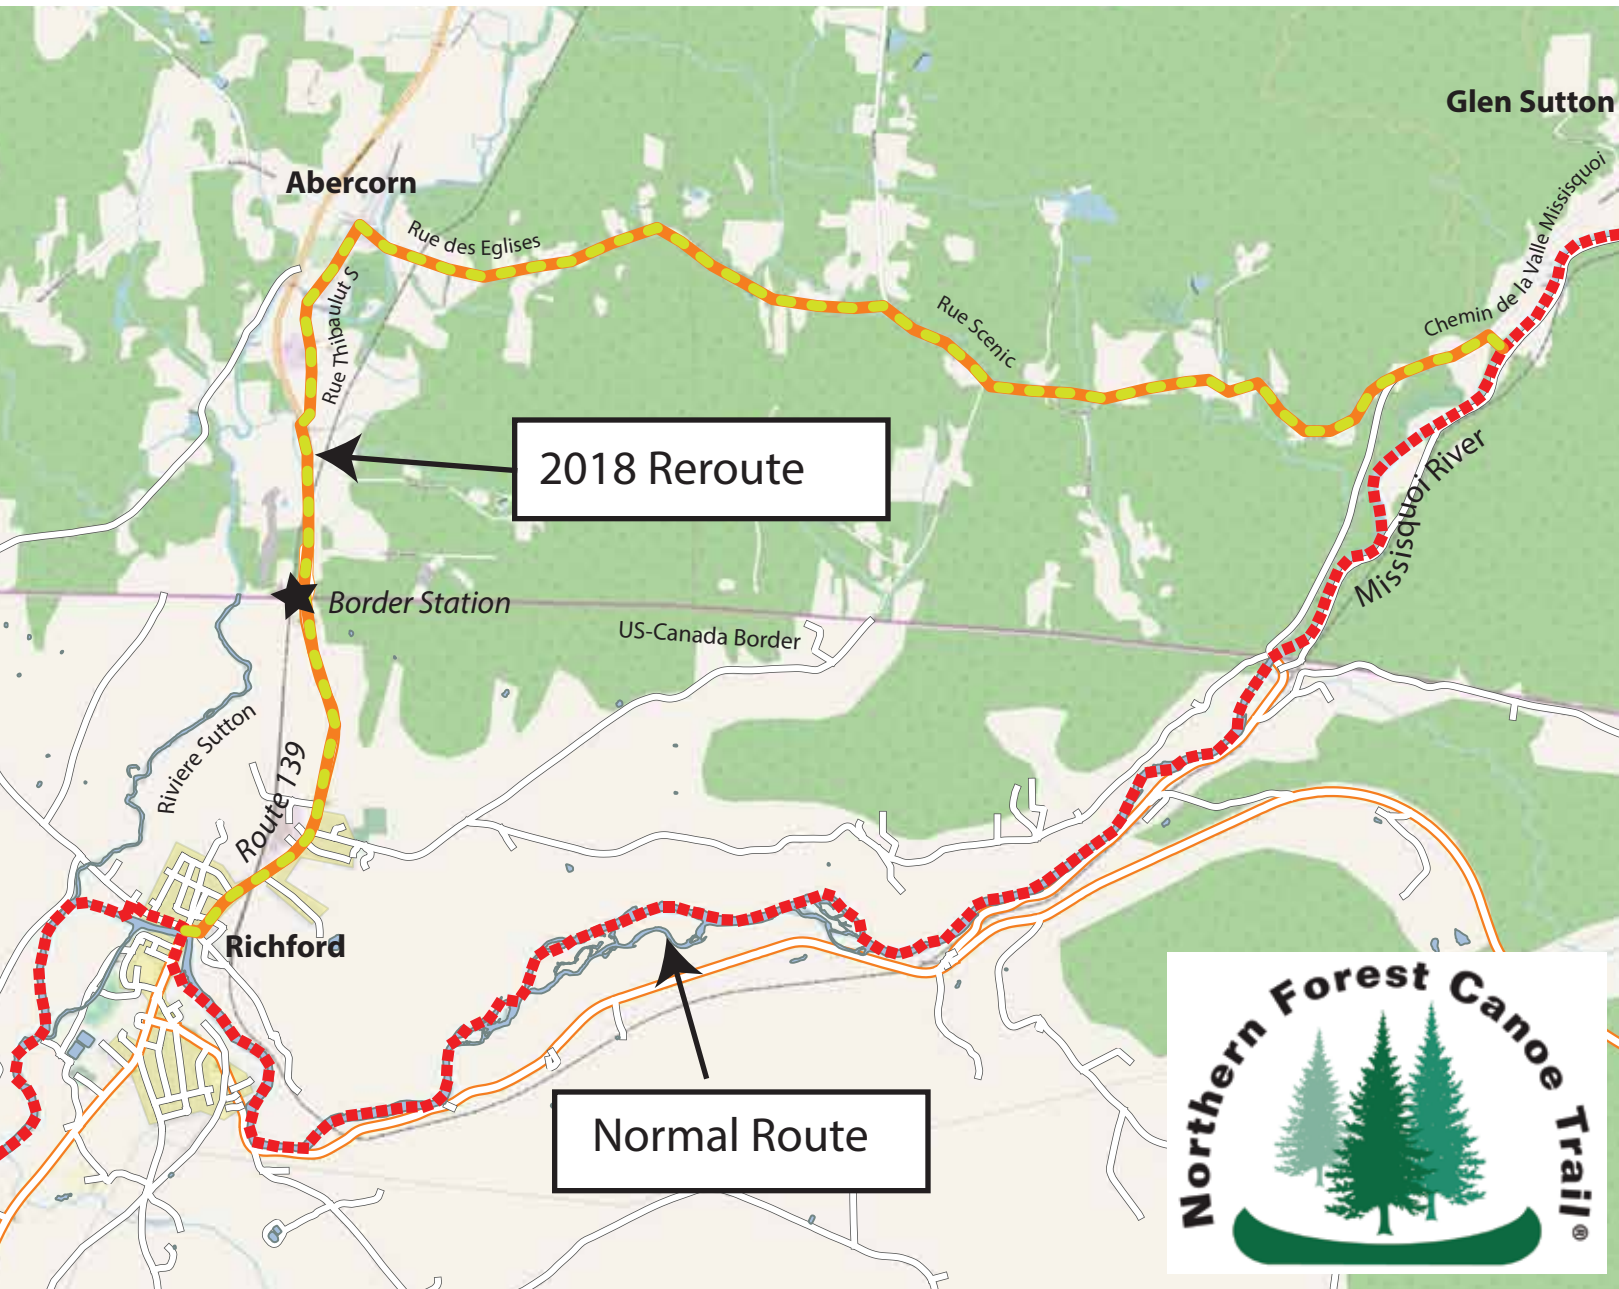 Glen Sutton
Abercorn
Rue des Eglises
Chemin de la Valle Missisquoi
Rue Thibaulut S
Rue Scenic
2018 Reroute
Missisquoi River
Border Station
US-Canada Border
Riviere Sutton
Route 139
Richford
Normal Route
Northern Forest Canoe Trail®